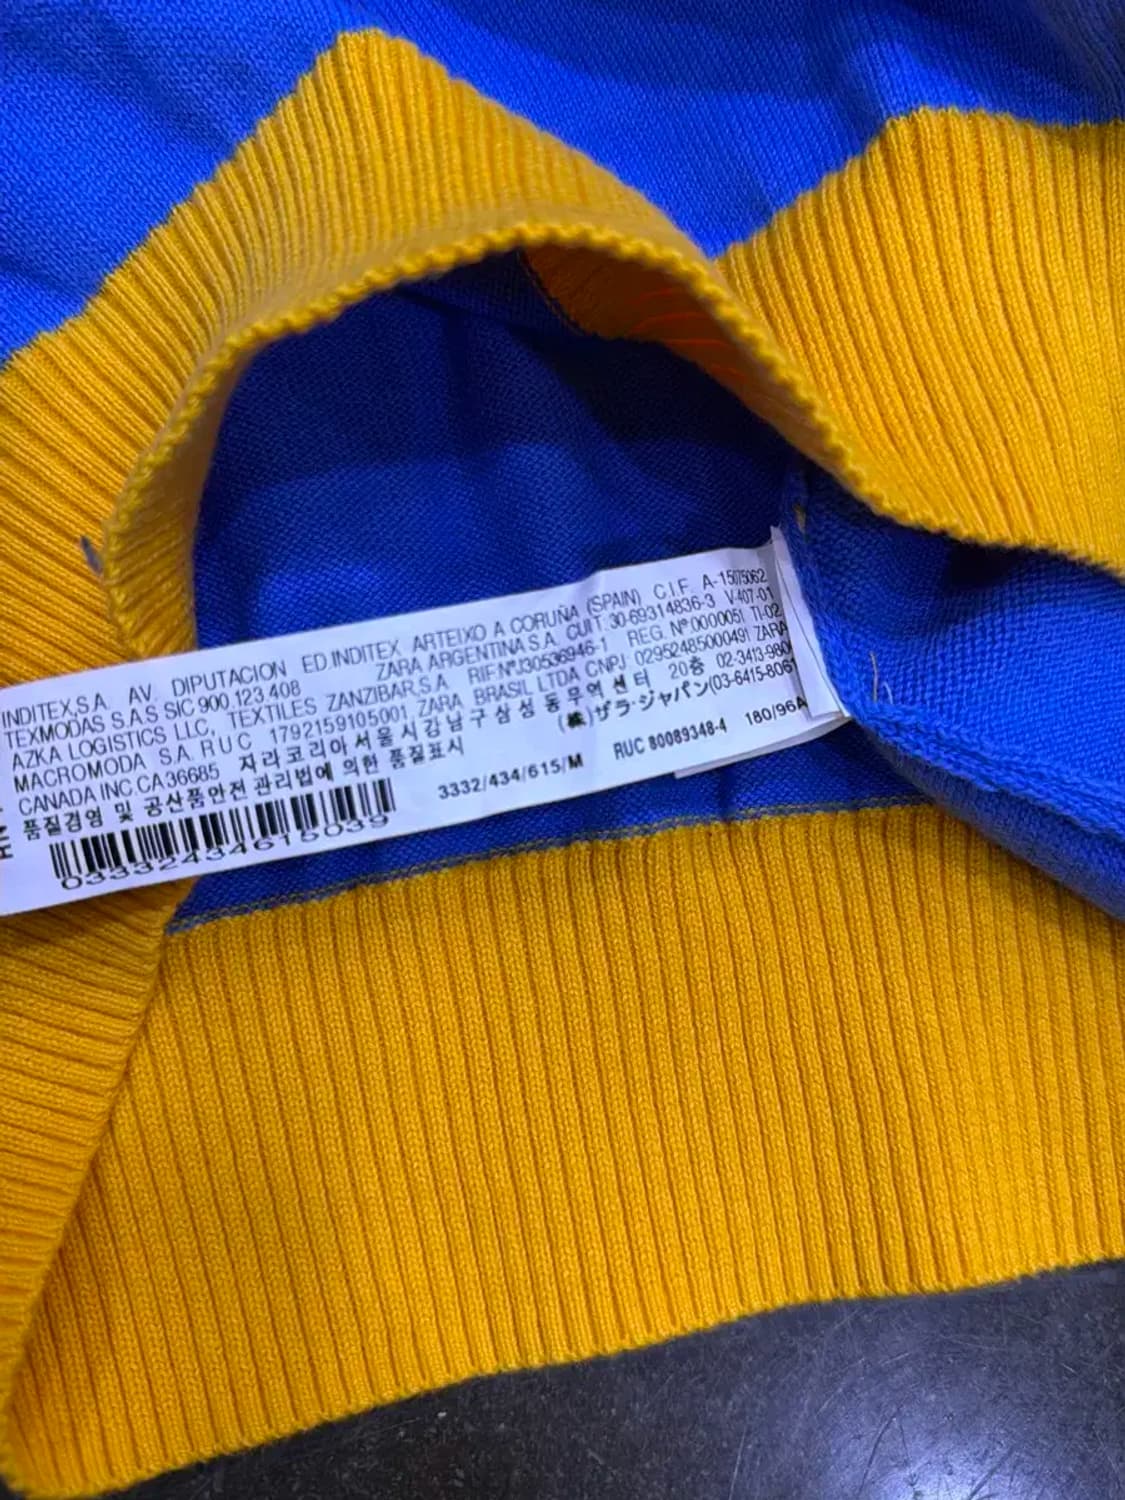 INDITEX,S.A. AV. DIPUTACION ED.INDITEX ARTEIXO A CORUÑA (SPAIN) C.I.F. A-15075062
TEXMODAS S.A.S SIC 900,123.408 ZARA ARGENTINA S.A. CUIT:30-69314836-3 V-407-01
AZKA LOGISTICS LLC, TEXTILES ZANZIBAR,S.A. RIF.NºJ30536946-1 REG. Nº.0000051 TI-02
MACROMODA S.A. R U C 1792159105001 ZARA BRASIL LTDA CNPJ: 02952485000491 ZARA
CANADA INC.CA36685 자라코리아 서울시강남구삼성동무역센터 20층 02-3413-980
품질경영 및 공산품안전관리법에 의한 품질표시 (株)ザラ・ジャパン(03-6415-8061
3332/434/615/M RUC 80089348-4 180/96A
03332434615039